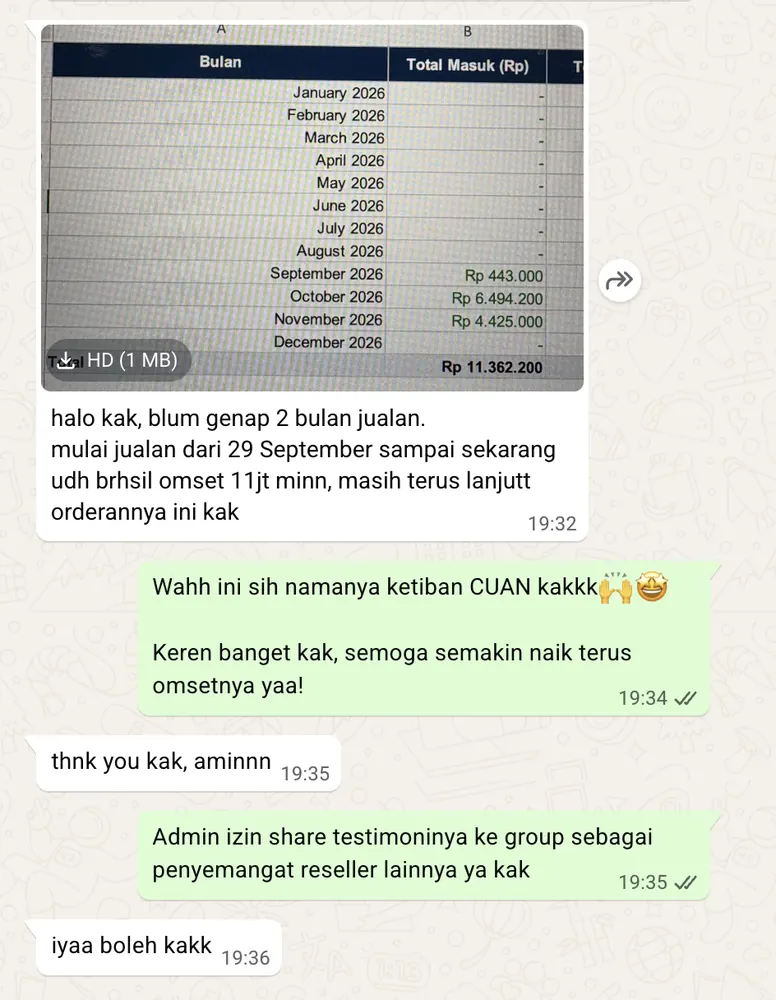 A B
Bulan Total Masuk (Rp) T
January 2026 -
February 2026 -
March 2026 -
April 2026 -
May 2026 -
June 2026 -
July 2026 -
August 2026 -
September 2026 Rp 443.000
October 2026 Rp 6.494.200
November 2026 Rp 4.425.000
December 2026 -
HD (1 MB)
Total Rp 11.362.200
halo kak, blum genap 2 bulan jualan.
mulai jualan dari 29 September sampai sekarang
udh brhsil omset 11jt minn, masih terus lanjutt
orderannya ini kak
19:32
Wahh ini sih namanya ketiban CUAN kakkk🙌🤩
Keren banget kak, semoga semakin naik terus
omsetnya yaa!
19:34
thnk you kak, aminnn 19:35
Admin izin share testimoninya ke group sebagai
penyemangat reseller lainnya ya kak
19:35
iyaa boleh kakk 19:36